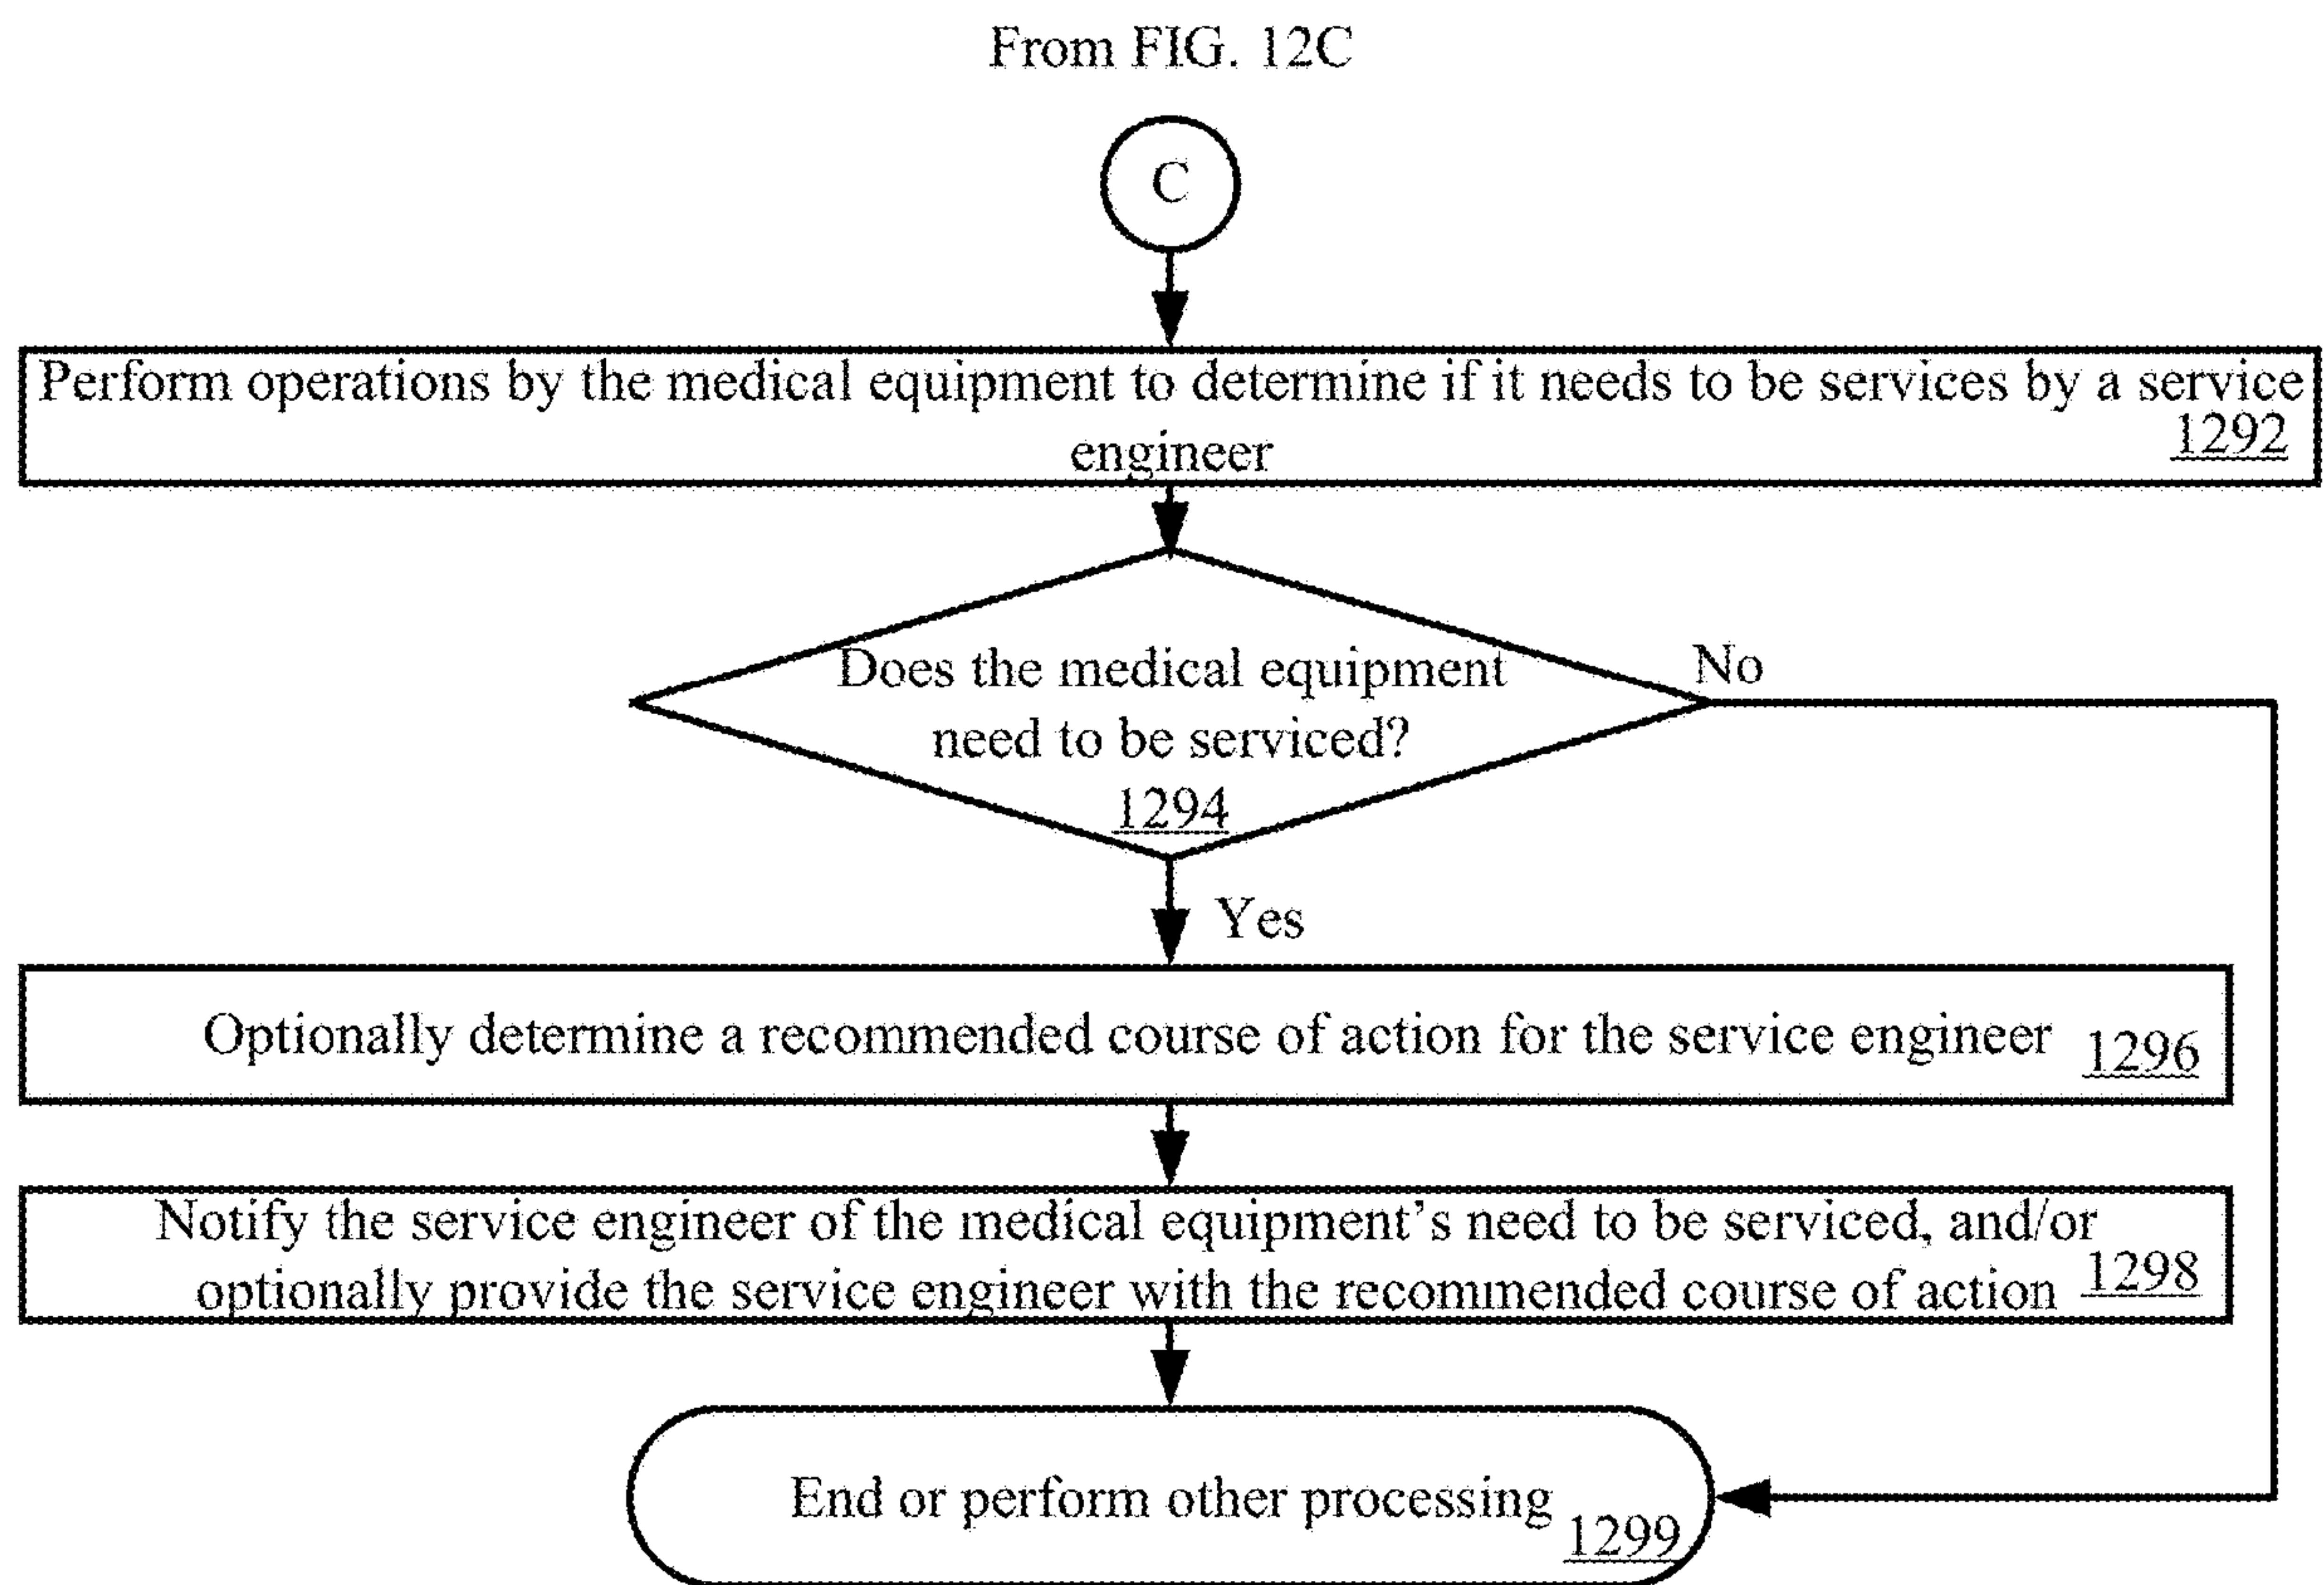 From FIG. 12C
C
Perform operations by the medical equipment to determine if it needs to be services by a service
engineer
1292
Does the medical equipment
need to be serviced?
1294
No
Yes
Optionally determine a recommended course of action for the service engineer 1296
Notify the service engineer of the medical equipment’s need to be serviced, and/or
optionally provide the service engineer with the recommended course of action 1298
End or perform other processing 1299